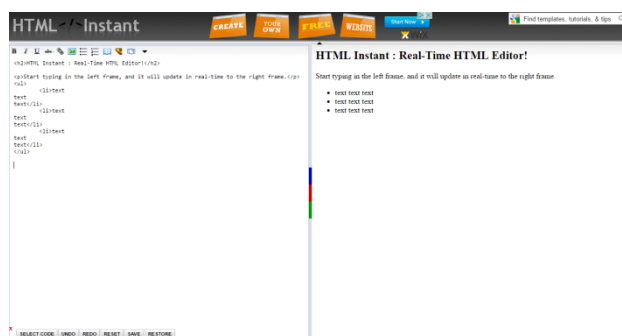 HTML</>Instant
CREATE YOUR OWN FREE WEBSITE Start Now
WiX
Find templates, tutorials, & tips
B I U abc
<h2>HTML Instant : Real-Time HTML Editor!</h2>
<p>Start typing in the left frame, and it will update in real-time to the right frame.</p>
<ul>
<li>text
text
text</li>
<li>text
text
text</li>
<li>text
text
text</li>
</ul>
x
SELECT CODE UNDO REDO RESET SAVE RESTORE
HTML Instant : Real-Time HTML Editor!
Start typing in the left frame, and it will update in real-time to the right frame.
text text text
text text text
text text text